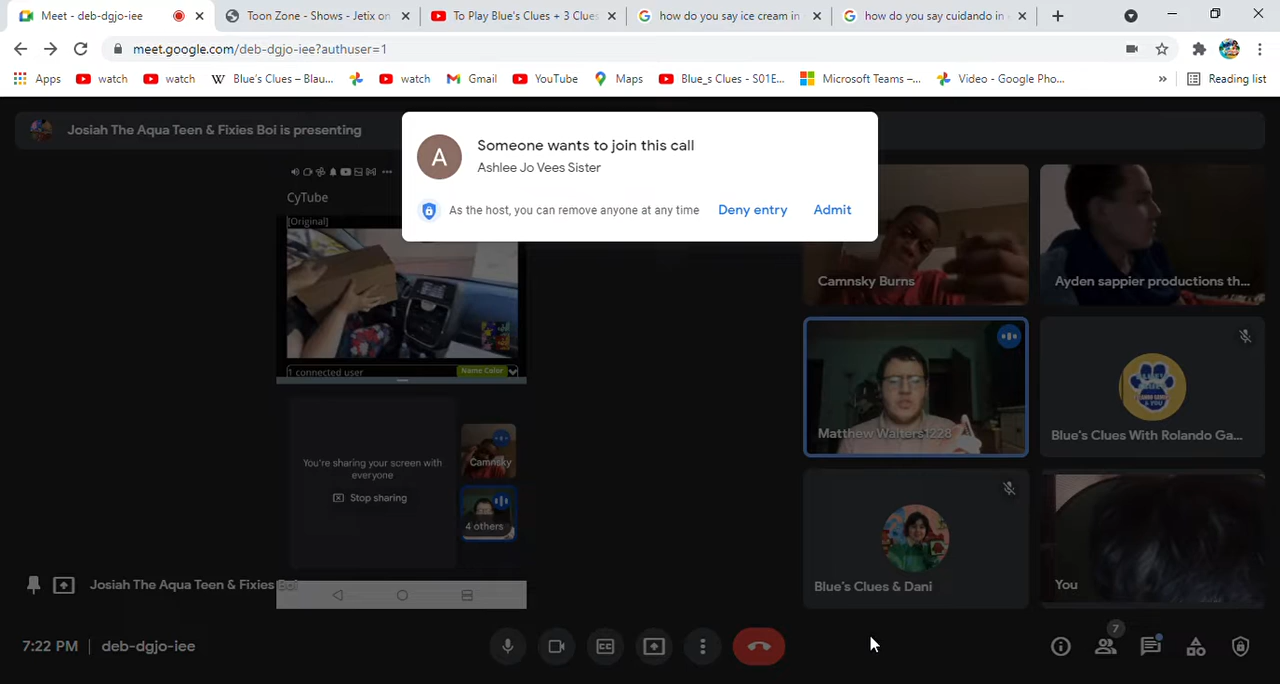 Meet - deb-dgjo-iee
Toon Zone - Shows - Jetix on
To Play Blue's Clues + 3 Clues
how do you say ice cream in
how do you say cuidando in
meet.google.com/deb-dgjo-iee?authuser=1
Apps watch watch Blue's Clues – Blau... watch Gmail YouTube Maps Blue_s Clues - S01E... Microsoft Teams –... Video - Google Pho... » Reading list
Josiah The Aqua Teen & Fixies Boi is presenting
Someone wants to join this call
A
Ashlee Jo Vees Sister
As the host, you can remove anyone at any time Deny entry Admit
CyTube
[Original]
1 connected user Name Color
You're sharing your screen with
everyone
Stop sharing
Camnsky
4 others
Camnsky Burns
Ayden sappier productions th...
Matthew Walters1228
Blue's Clues With Rolando Ga...
Blue's Clues & Dani
You
Josiah The Aqua Teen & Fixies Boi
7:22 PM | deb-dgjo-iee
CC
7